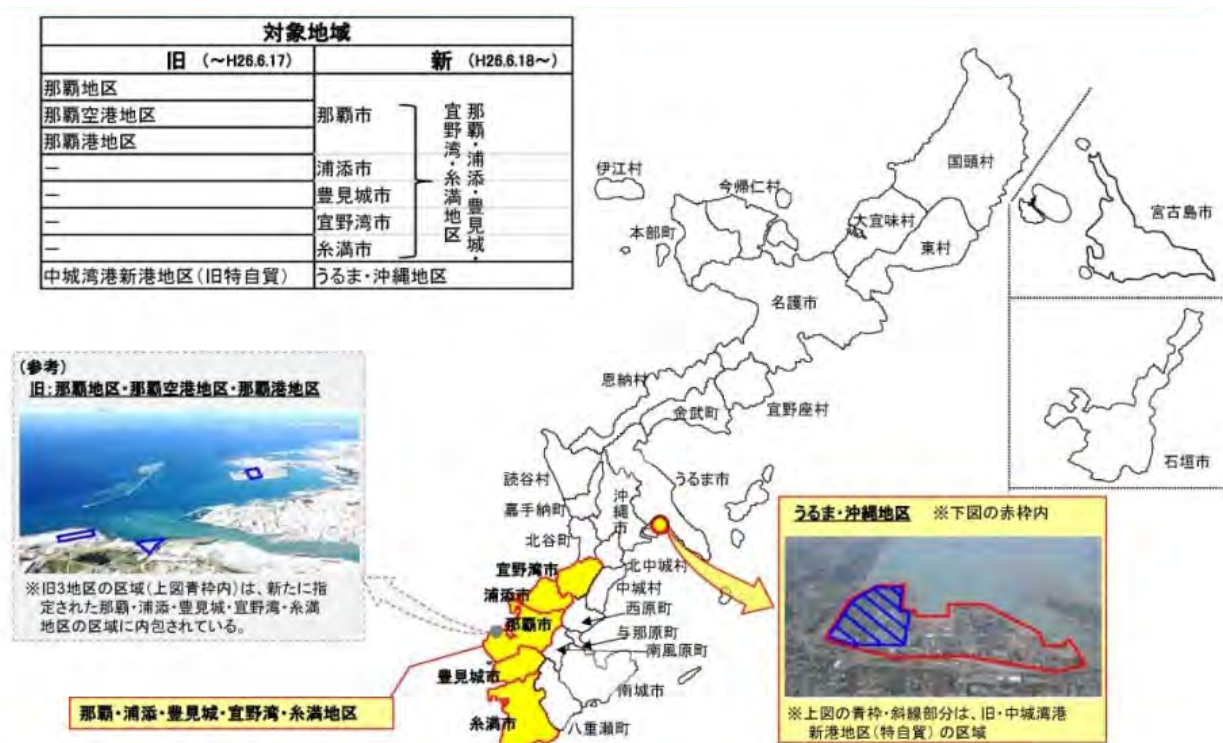 対象地域
旧 (~H26.6.17) 新 (H26.6.18~)
那覇地区
那覇空港地区 那覇市
那覇港地区
－ 浦添市
－ 豊見城市
－ 宜野湾市
－ 糸満市
那覇・浦添・豊見城・
宜野湾・糸満地区
中城湾港新港地区(旧特自貿) うるま・沖縄地区
伊江村
今帰仁村
本部町
国頭村
大宜味村
東村
名護市
宮古島市
石垣市
恩納村
金武町
宜野座村
読谷村
嘉手納町
北谷町
沖縄市
うるま市
宜野湾市
北中城村
浦添市
中城村
那覇市
西原町
与那原町
南風原町
豊見城市
南城市
糸満市
八重瀬町
(参考)
旧:那覇地区・那覇空港地区・那覇港地区
※旧3地区の区域(上図青枠内)は、新たに指
定された那覇・浦添・豊見城・宜野湾・糸満
地区の区域に内包されている。
那覇・浦添・豊見城・宜野湾・糸満地区
うるま・沖縄地区 ※下図の赤枠内
※上図の青枠・斜線部分は、旧・中城湾港
新港地区(特自貿)の区域